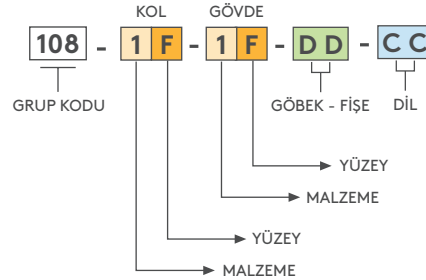 KOL GÖVDE
108 - 1 F - 1 F - D D - C C
GRUP KODU GÖBEK - FİŞE DİL
YÜZEY
MALZEME
YÜZEY
MALZEME